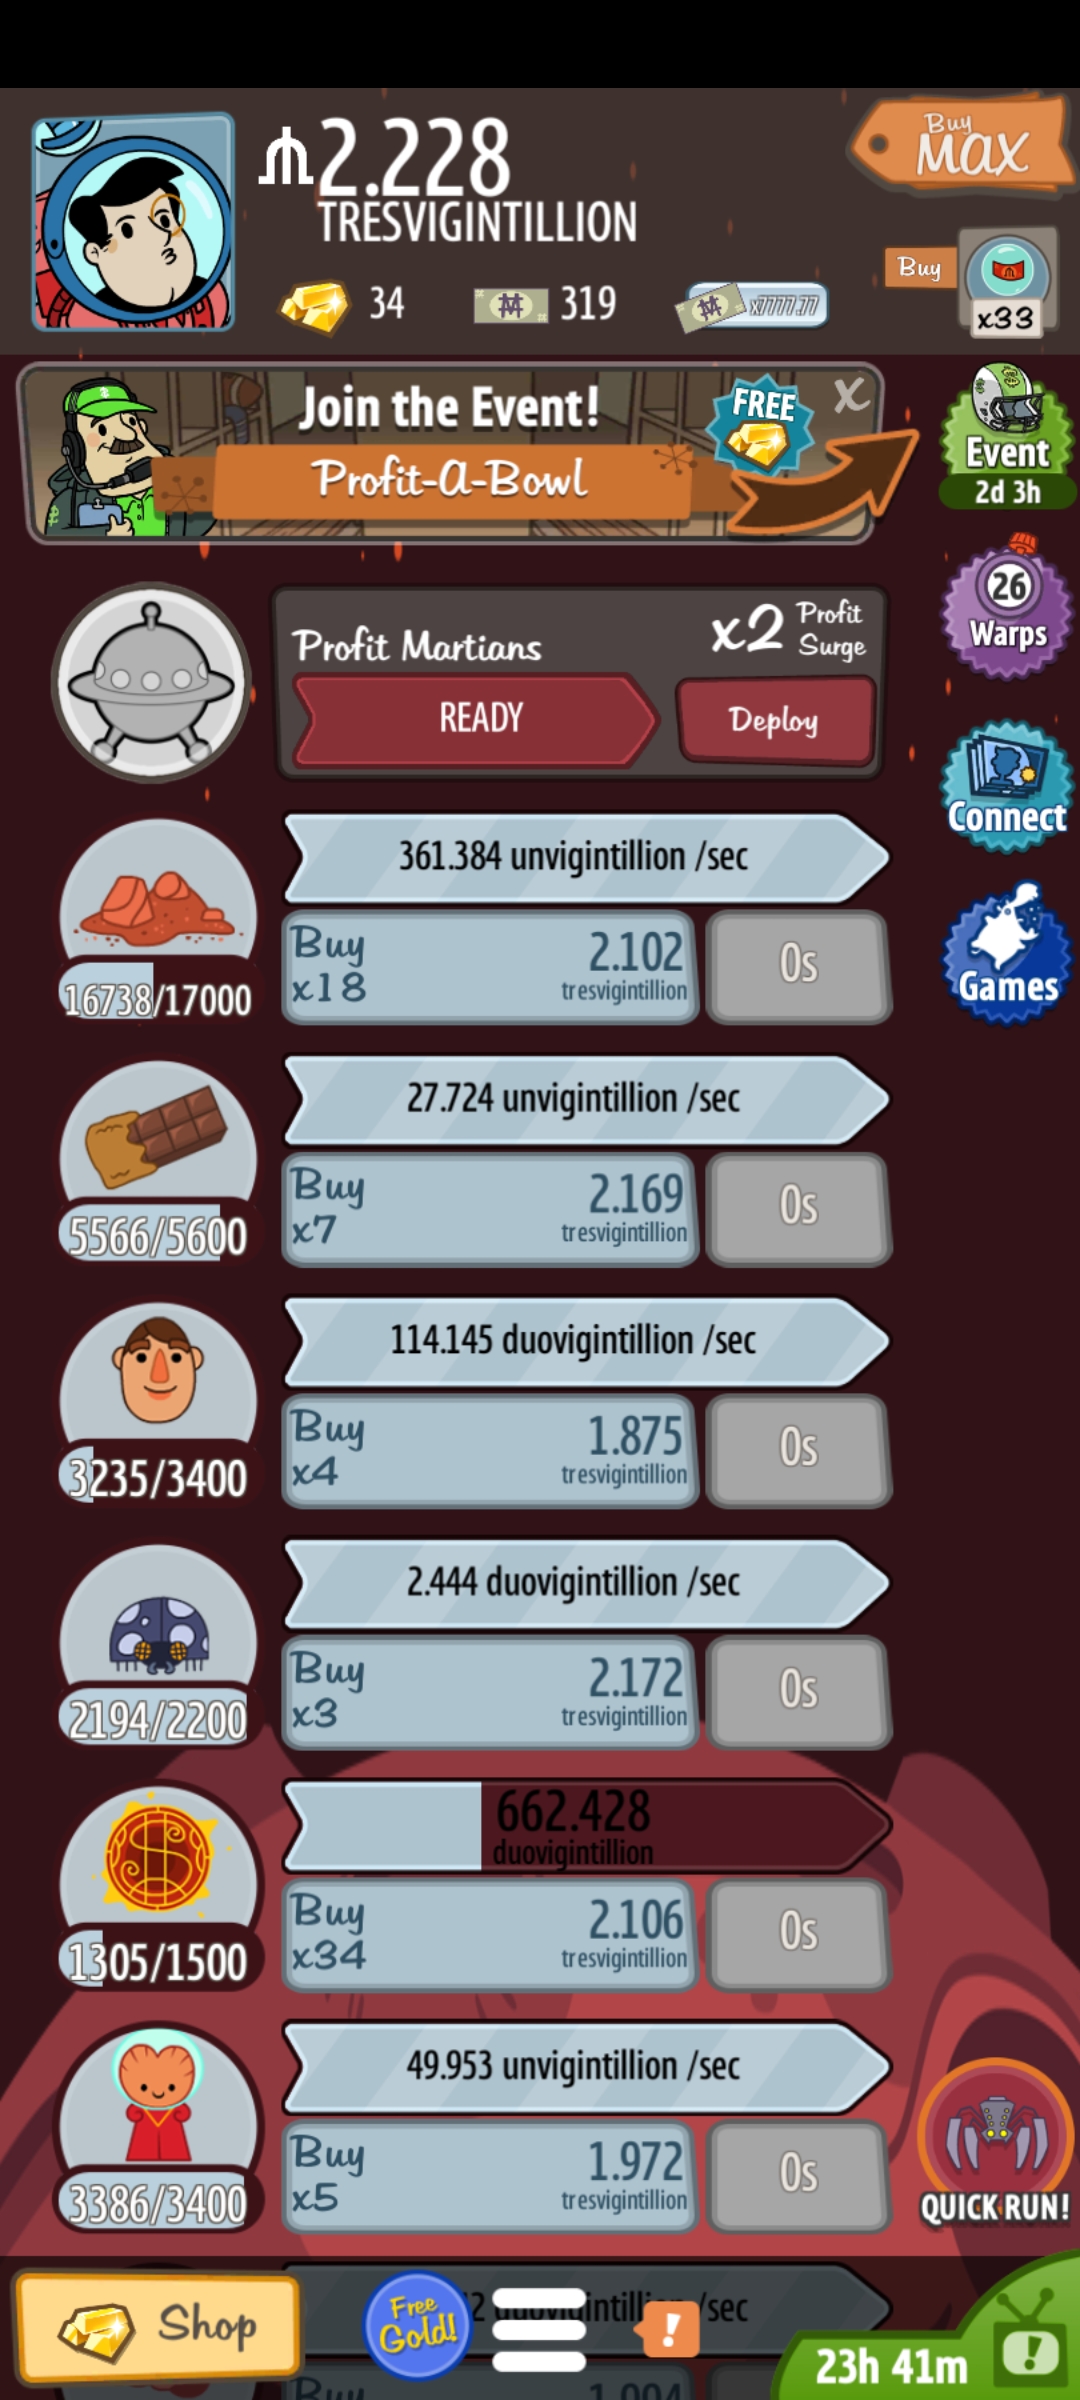 2.228
TRESVIGINTILLION
Buy
MAX
34
319
x7777.77
Buy
x33
Join the Event!
Profit-A-Bowl
FREE
X
Event
2d 3h
Profit Martians
x2 Profit
Surge
READY
Deploy
26
Warps
361.384 unvigintillion /sec
Connect
16738/17000
Buy
x18
2.102
tresvigintillion
0s
Games
27.724 unvigintillion /sec
5566/5600
Buy
x7
2.169
tresvigintillion
0s
114.145 duovigintillion /sec
3235/3400
Buy
x4
1.875
tresvigintillion
0s
2.444 duovigintillion /sec
2194/2200
Buy
x3
2.172
tresvigintillion
0s
662.428
duovigintillion
1305/1500
Buy
x34
2.106
tresvigintillion
0s
49.953 unvigintillion /sec
3386/3400
Buy
x5
1.972
tresvigintillion
0s
QUICK RUN!
Shop
Free
Gold!
/sec
!
23h 41m
!
Buy